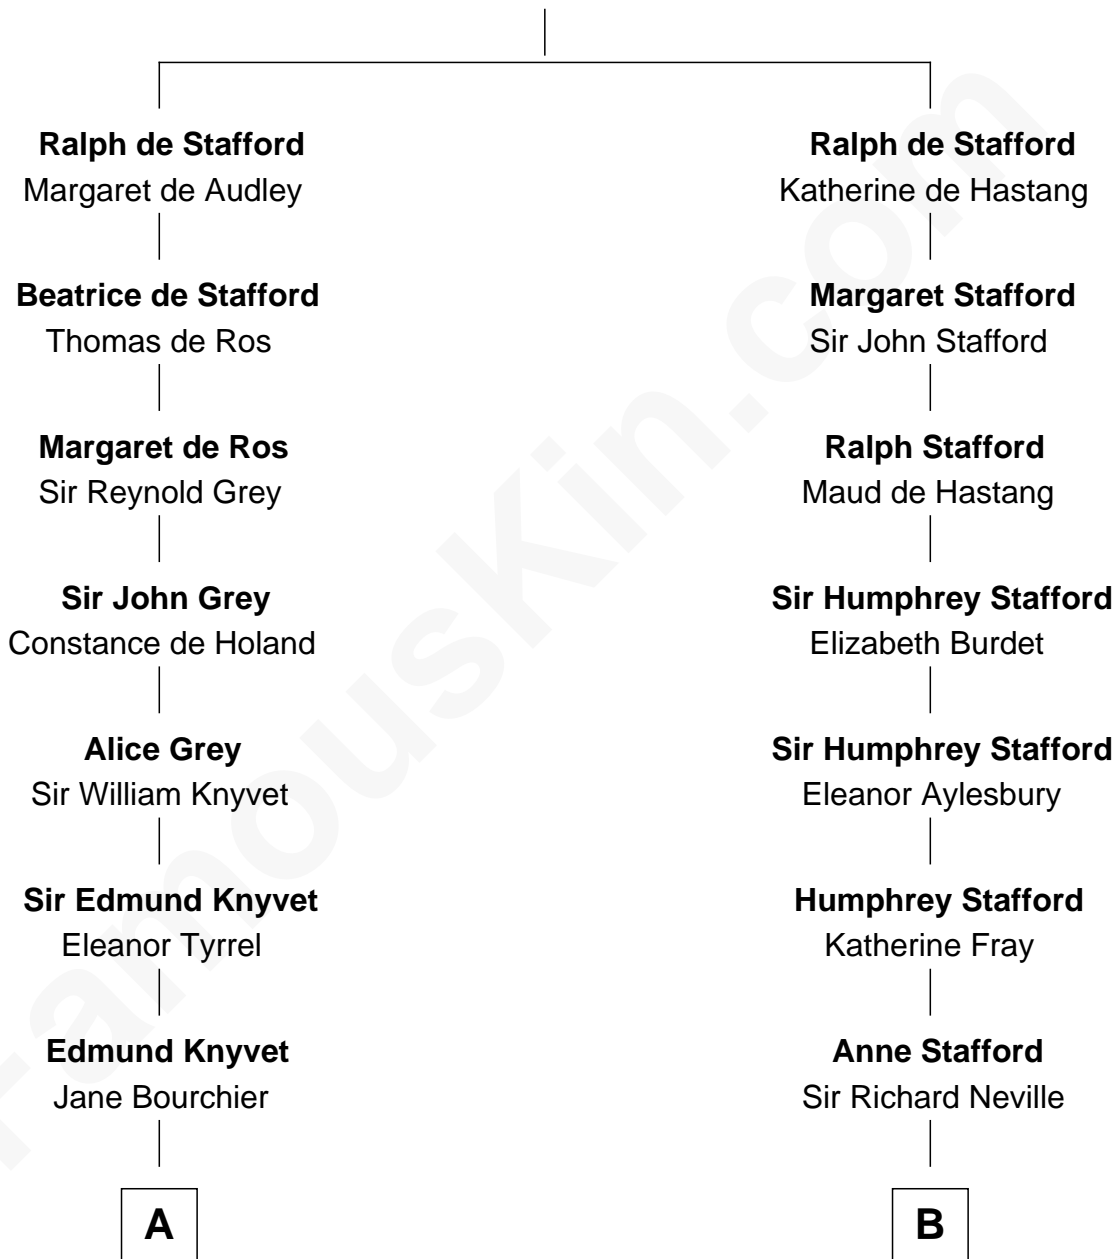 Ralph de Stafford
Margaret de Audley
Beatrice de Stafford
Thomas de Ros
Margaret de Ros
Sir Reynold Grey
Sir John Grey
Constance de Holand
Alice Grey
Sir William Knyvet
Sir Edmund Knyvet
Eleanor Tyrrel
Edmund Knyvet
Jane Bourchier
A
Ralph de Stafford
Katherine de Hastang
Margaret Stafford
Sir John Stafford
Ralph Stafford
Maud de Hastang
Sir Humphrey Stafford
Elizabeth Burdet
Sir Humphrey Stafford
Eleanor Aylesbury
Humphrey Stafford
Katherine Fray
Anne Stafford
Sir Richard Neville
B
FamousKin.com